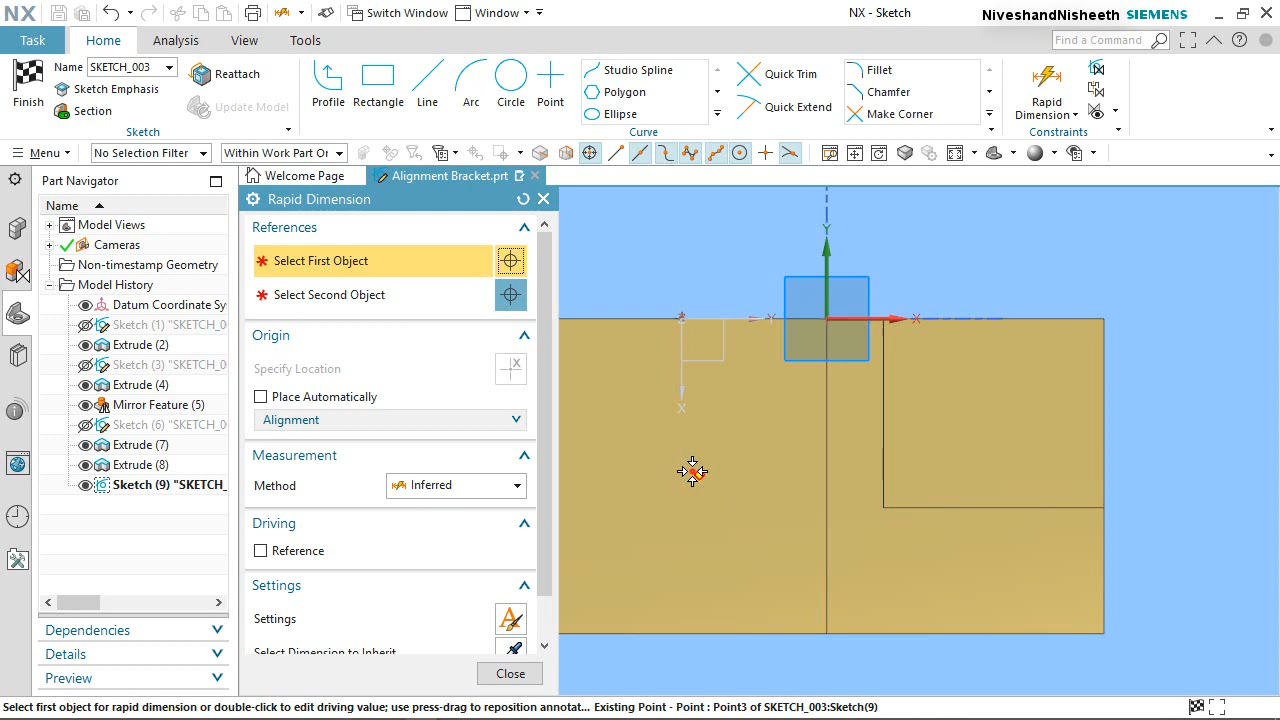 NX
Switch Window
Window
NX - Sketch
NiveshandNisheeth SIEMENS
Task
Home
Analysis
View
Tools
Find a Command
Finish
Name SKETCH_003
Sketch Emphasis
Section
Reattach
Update Model
Sketch
Profile
Rectangle
Line
Arc
Circle
Point
Studio Spline
Polygon
Ellipse
Quick Trim
Quick Extend
Curve
Fillet
Chamfer
Make Corner
Rapid
Dimension
Constraints
Menu
No Selection Filter
Within Work Part On
Part Navigator
Welcome Page
Alignment Bracket.prt
Name
Model Views
Cameras
Non-timestamp Geometry
Model History
Datum Coordinate Sy
Sketch (1) "SKETCH_0
Extrude (2)
Sketch (3) "SKETCH_0
Extrude (4)
Mirror Feature (5)
Sketch (6) "SKETCH_0
Extrude (7)
Extrude (8)
Sketch (9) "SKETCH_
Dependencies
Details
Preview
Rapid Dimension
References
Select First Object
Select Second Object
Origin
Specify Location
Place Automatically
Alignment
Measurement
Method Inferred
Driving
Reference
Settings
Settings
Select Dimension to Inherit
Close
Y
X
Y
X
Select first object for rapid dimension or double-click to edit driving value; use press-drag to reposition annotat... Existing Point - Point : Point3 of SKETCH_003:Sketch(9)